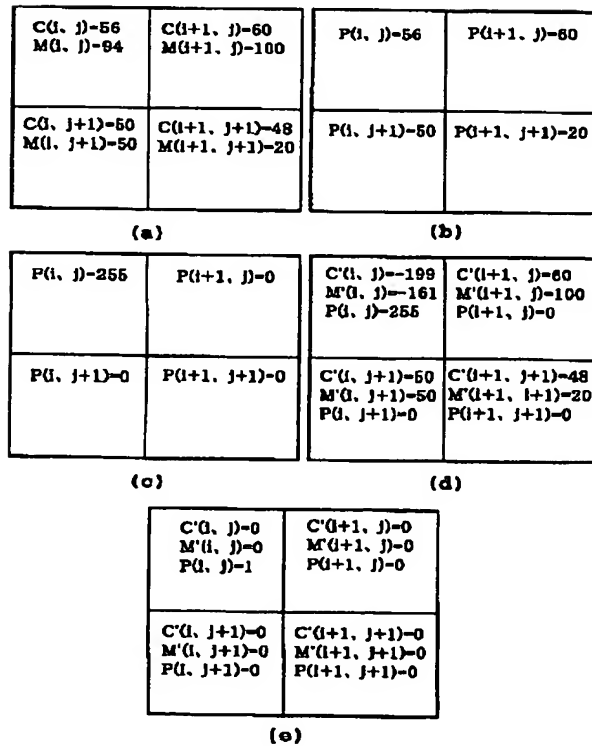 C(i、j)=56
M(i、j)=94
C(i+1、j)=60
M(i+1、j)=100
C(i、j+1)=50
M(i、j+1)=50
C(i+1、j+1)=48
M(i+1、j+1)=20
(a)
P(i、j)=56
P(i+1、j)=60
P(i、j+1)=50
P(i+1、j+1)=20
(b)
P(i、j)=255
P(i+1、j)=0
P(i、j+1)=0
P(i+1、j+1)=0
(c)
C'(i、j)=-199
M'(i、j)=-161
P(i、j)=255
C'(i+1、j)=60
M'(i+1、j)=100
P(i+1、j)=0
C'(i、j+1)=50
M'(i、j+1)=50
P(i、j+1)=0
C'(i+1、j+1)=48
M'(i+1、j+1)=20
P(i+1、j+1)=0
(d)
C'(i、j)=0
M'(i、j)=0
P(i、j)=1
C'(i+1、j)=0
M'(i+1、j)=0
P(i+1、j)=0
C'(i、j+1)=0
M'(i、j+1)=0
P(i、j+1)=0
C'(i+1、j+1)=0
M'(i+1、j+1)=0
P(i+1、j+1)=0
(e)